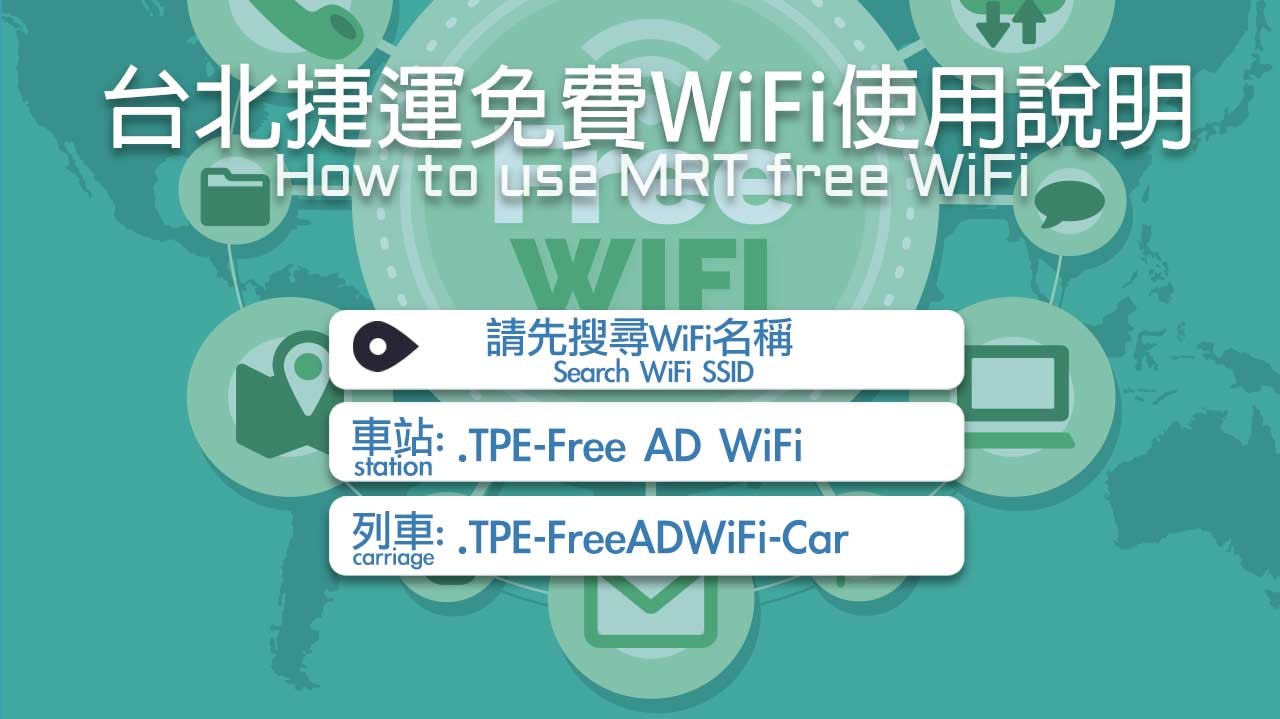 台北捷運免費WiFi使用說明
How to use MRT free WiFi
free
WIFI
請先搜尋WiFi名稱
Search WiFi SSID
車站: .TPE-Free AD WiFi
station
列車: .TPE-FreeADWiFi-Car
carriage